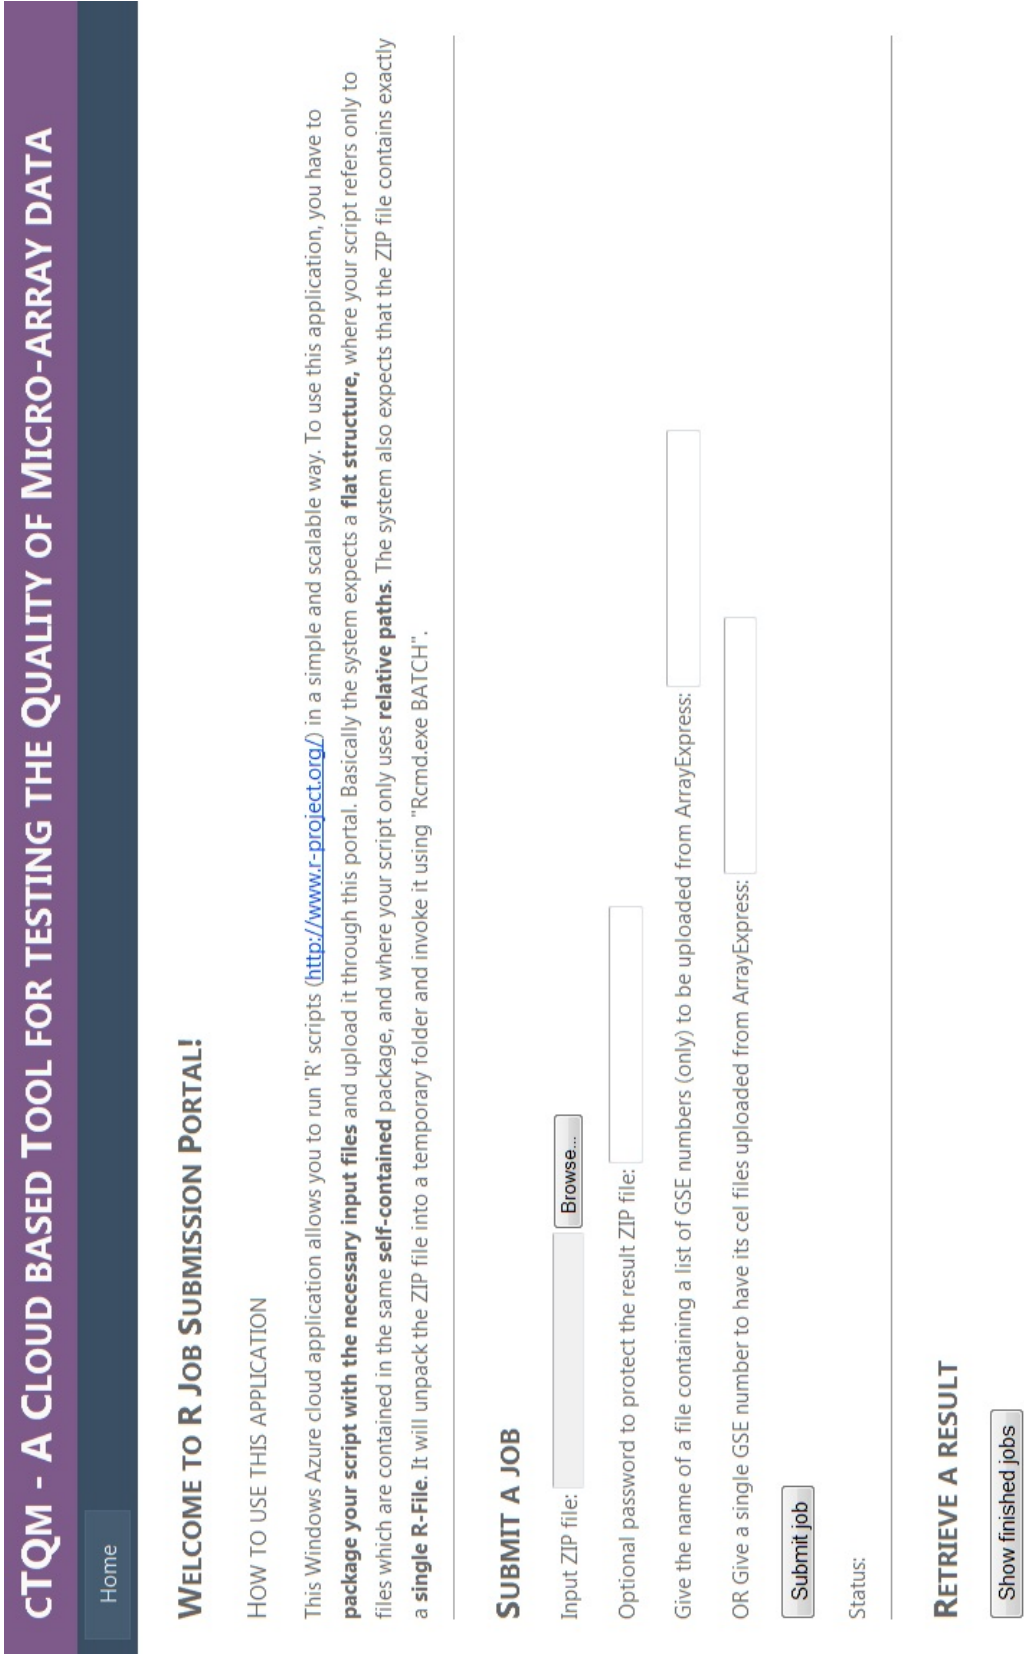 CTQM - A CLOUD BASED TOOL FOR TESTING THE QUALITY OF MICRO-ARRAY DATA
Home
WELCOME TO R JOB SUBMISSION PORTAL!
HOW TO USE THIS APPLICATION
This Windows Azure cloud application allows you to run 'R' scripts (http://www.r-project.org/) in a simple and scalable way. To use this application, you have to
package your script with the necessary input files and upload it through this portal. Basically the system expects a flat structure, where your script refers only to
files which are contained in the same self-contained package, and where your script only uses relative paths. The system also expects that the ZIP file contains exactly
a single R-File. It will unpack the ZIP file into a temporary folder and invoke it using "Rcmd.exe BATCH".
SUBMIT A JOB
Input ZIP file: Browse...
Optional password to protect the result ZIP file:
Give the name of a file containing a list of GSE numbers (only) to be uploaded from ArrayExpress:
OR Give a single GSE number to have its cel files uploaded from ArrayExpress:
Submit job
Status:
RETRIEVE A RESULT
Show finished jobs